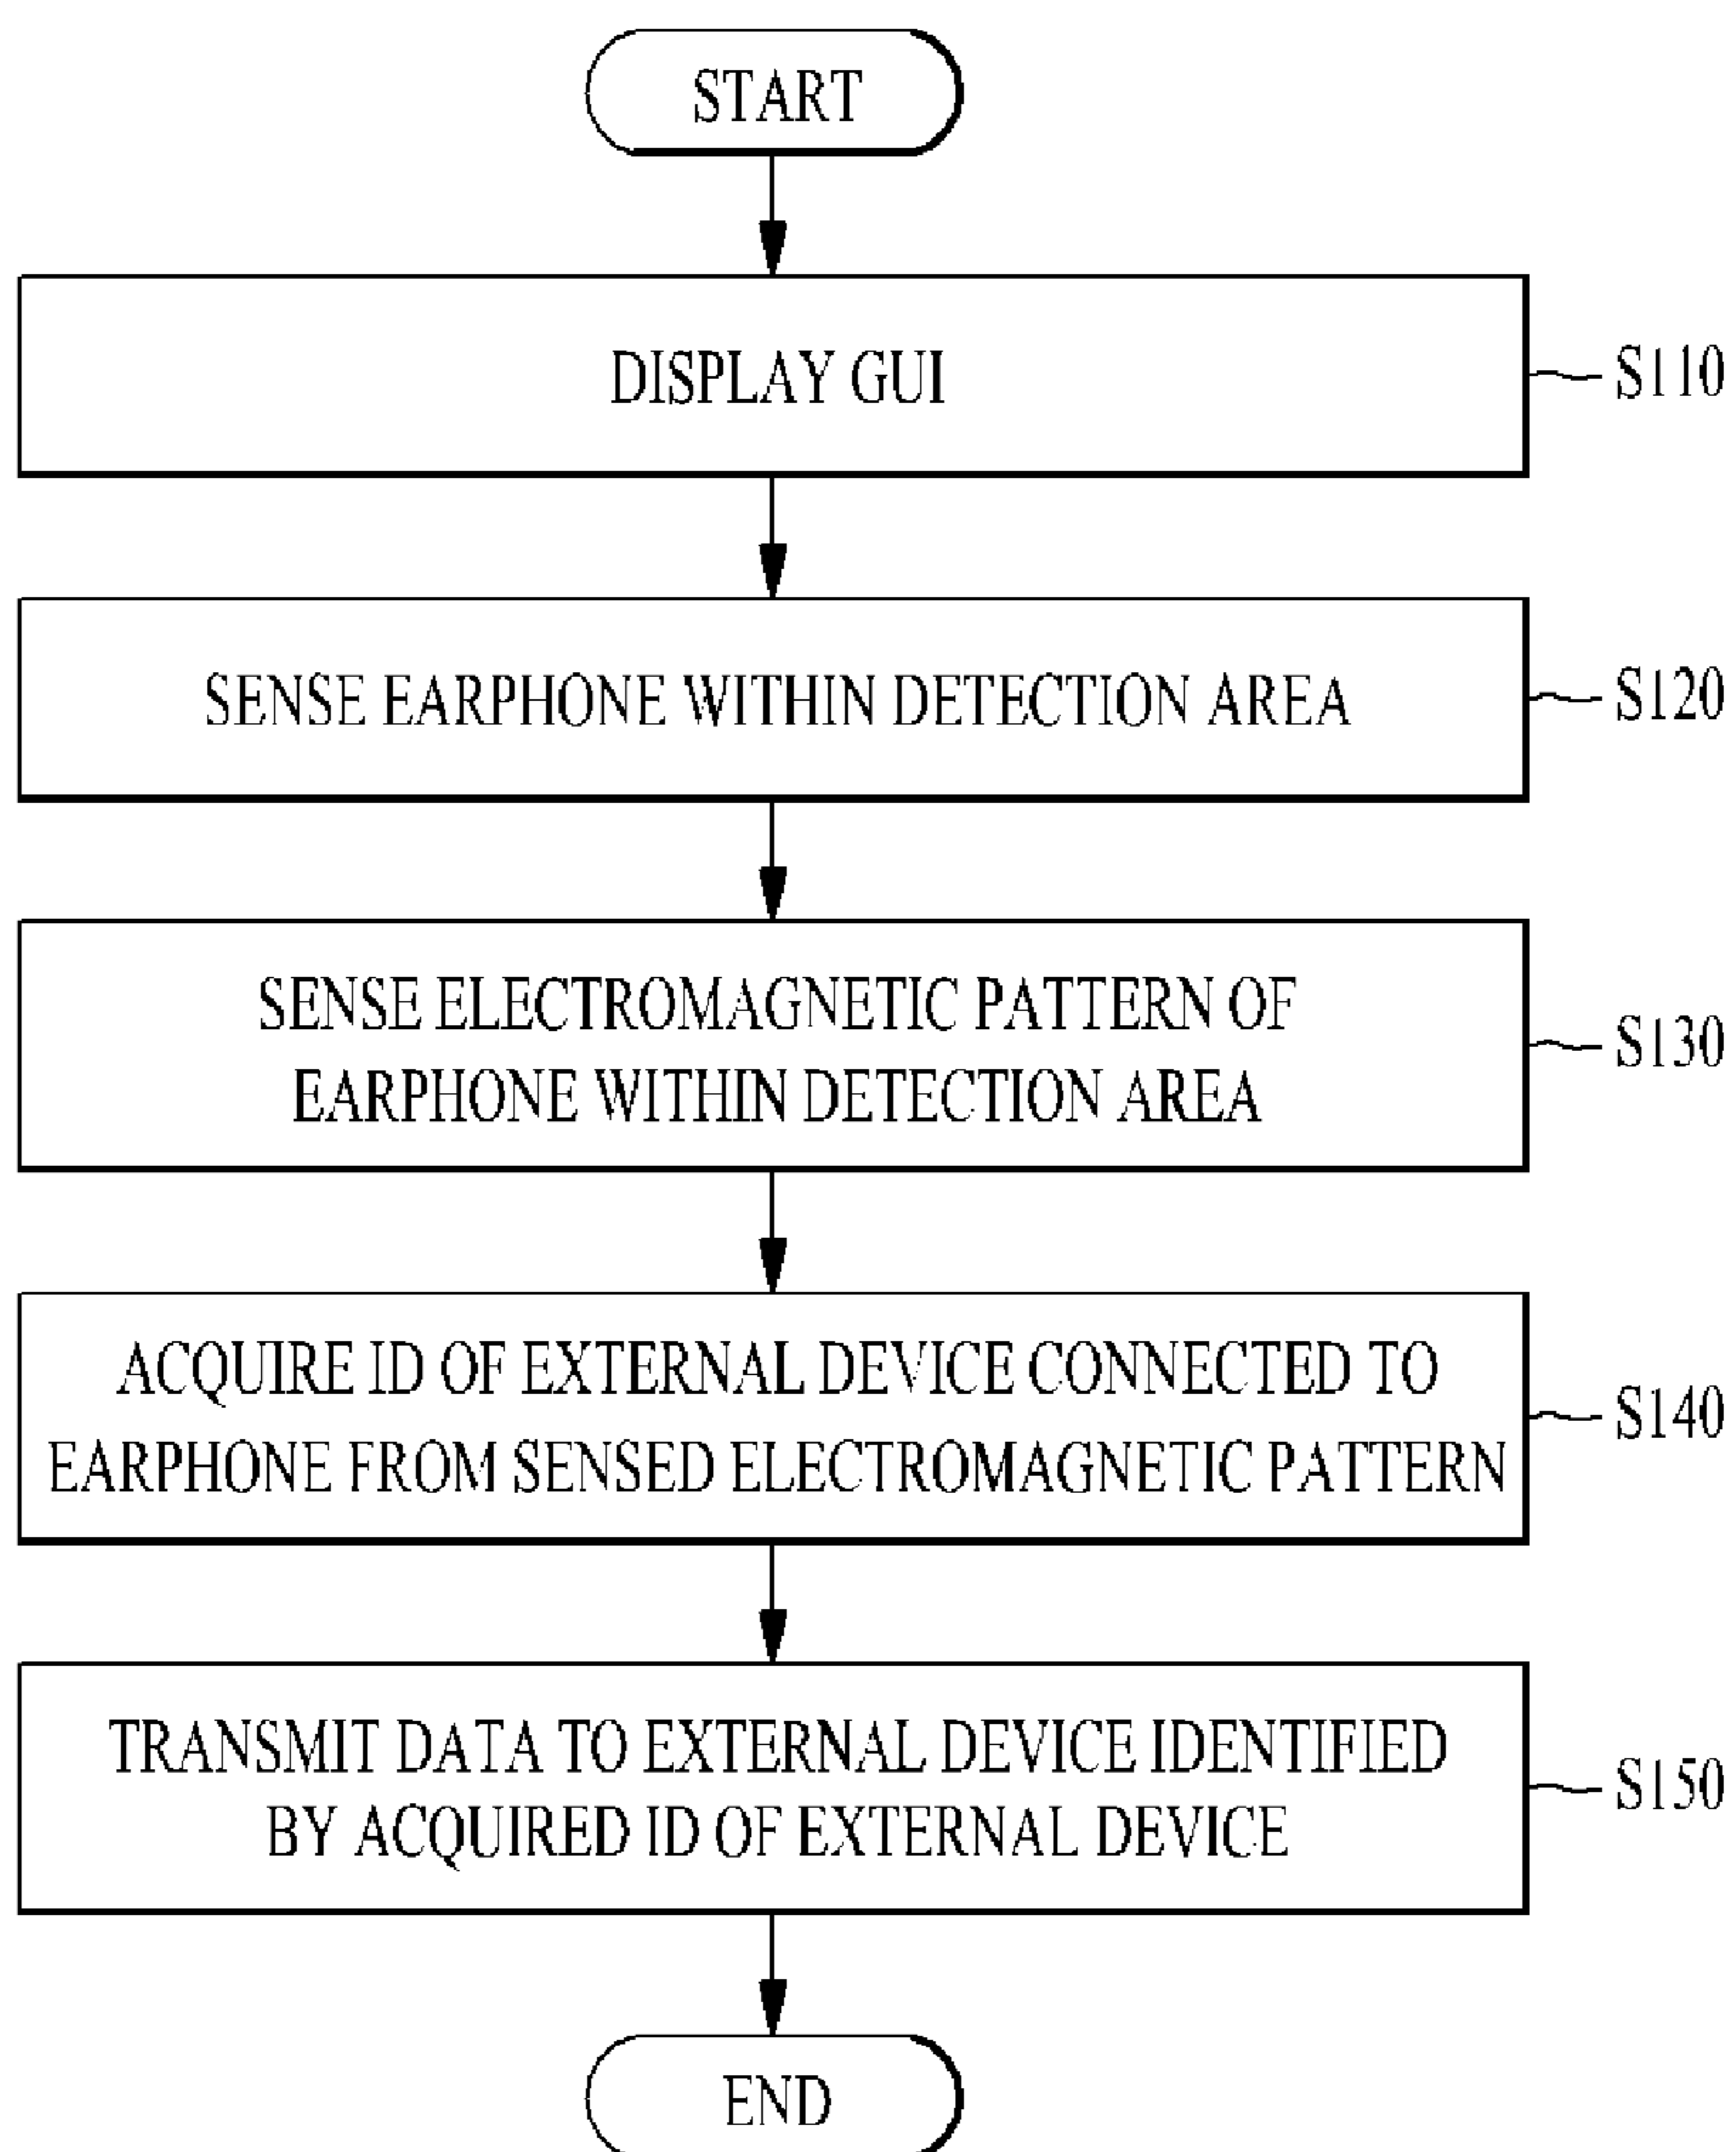 START
DISPLAY GUI
S110
SENSE EARPHONE WITHIN DETECTION AREA
S120
SENSE ELECTROMAGNETIC PATTERN OF
EARPHONE WITHIN DETECTION AREA
S130
ACQUIRE ID OF EXTERNAL DEVICE CONNECTED TO
EARPHONE FROM SENSED ELECTROMAGNETIC PATTERN
S140
TRANSMIT DATA TO EXTERNAL DEVICE IDENTIFIED
BY ACQUIRED ID OF EXTERNAL DEVICE
S150
END